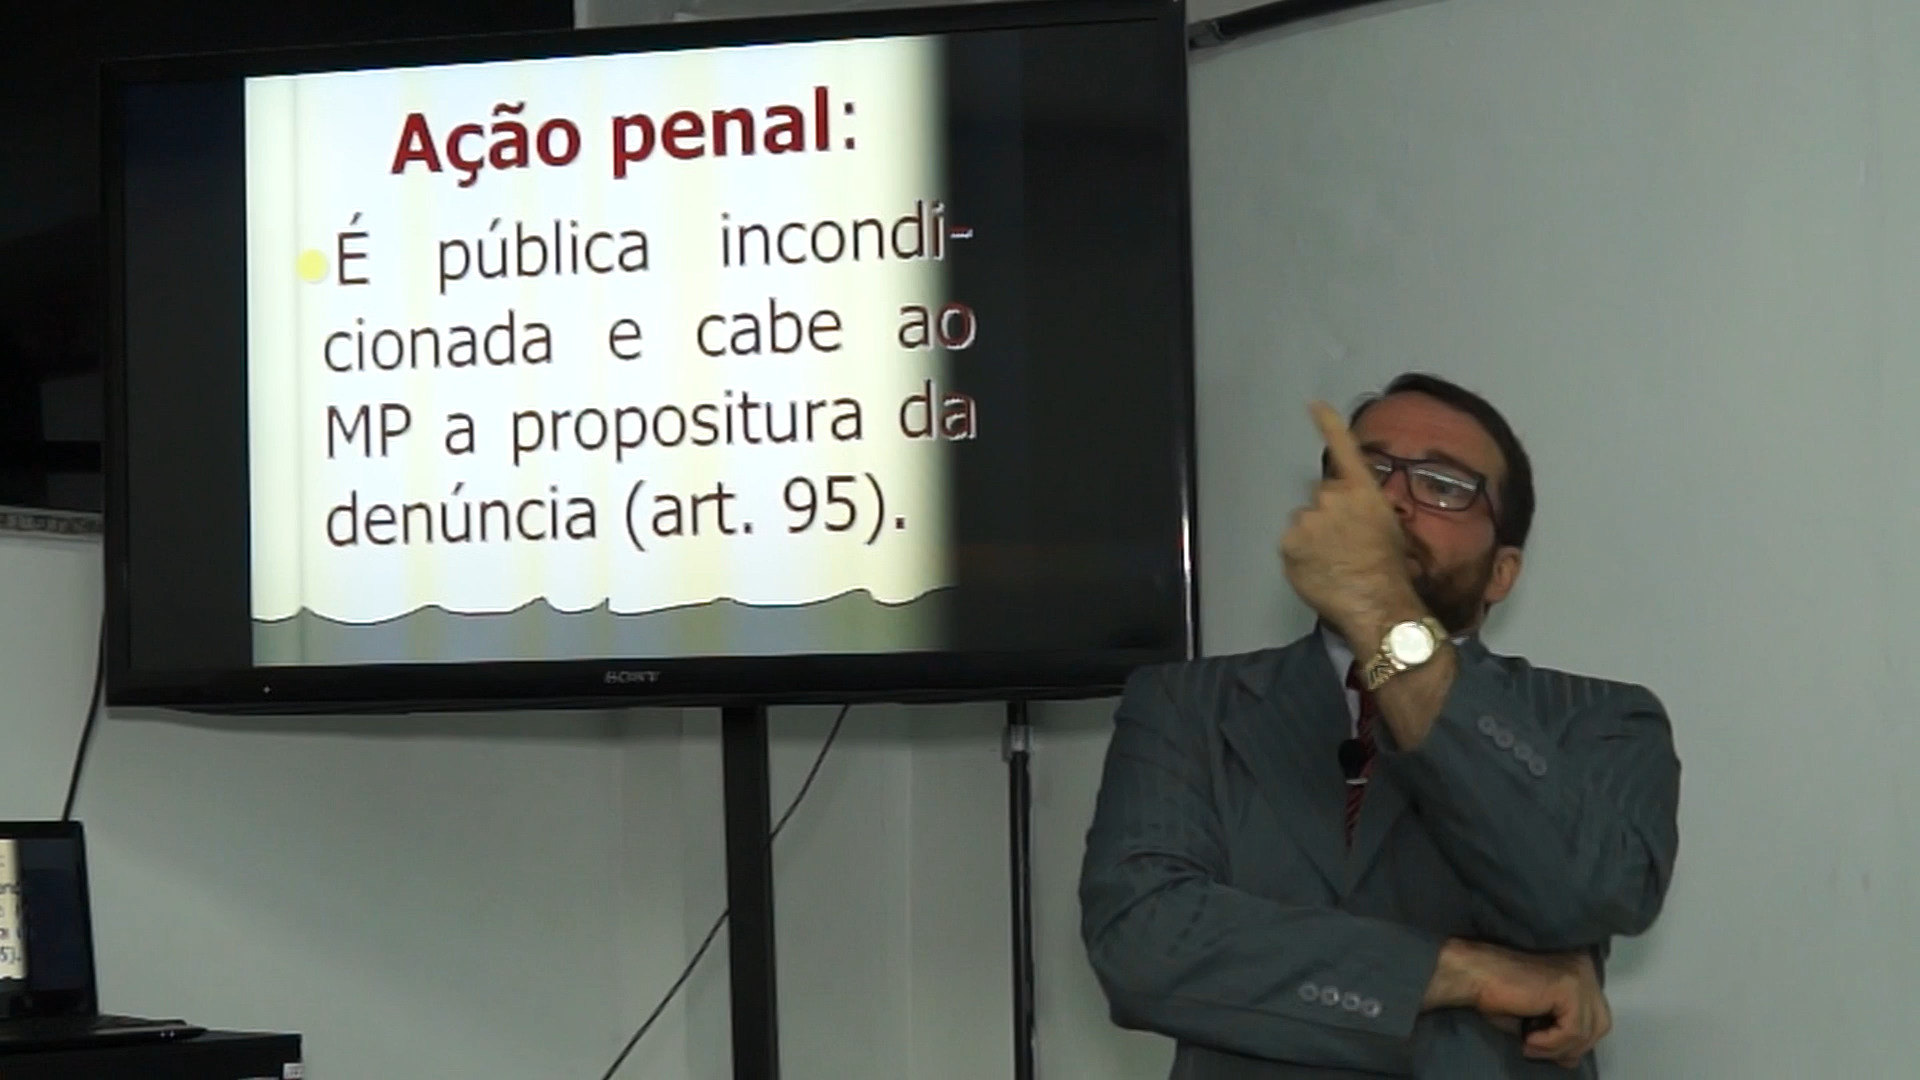 Ação penal:
É pública incondi-
cionada e cabe ao
MP a propositura da
denúncia (art. 95).
SONY